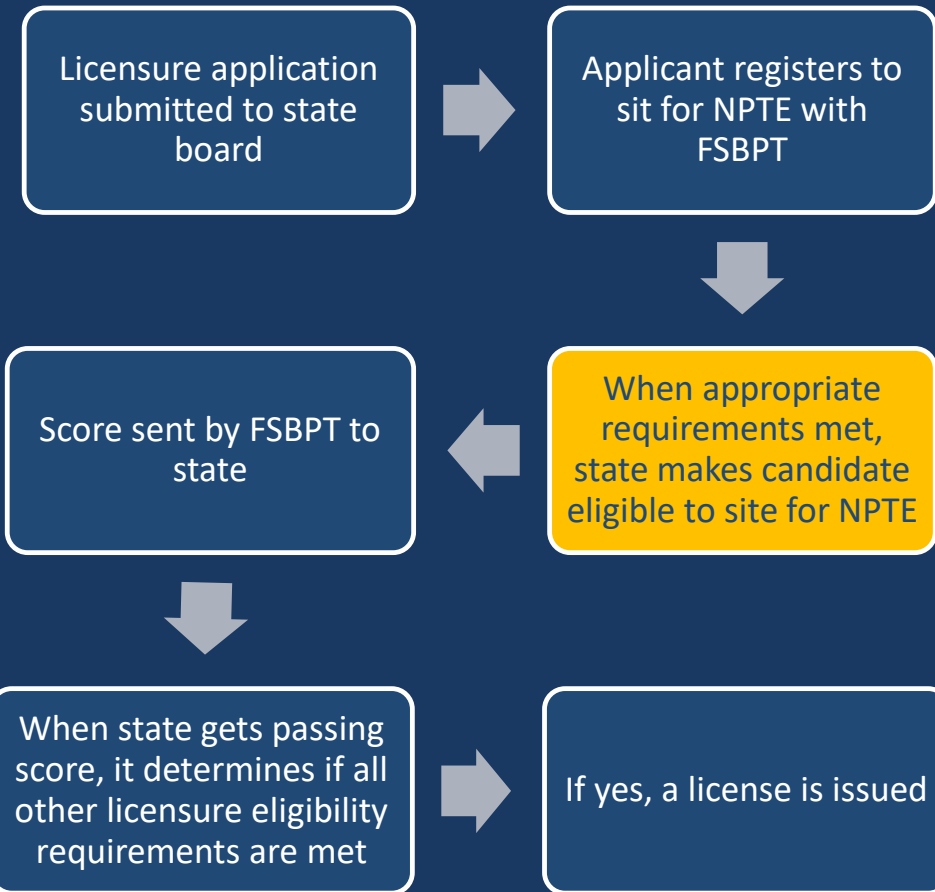 Licensure application
submitted to state
board
Applicant registers to
sit for NPTE with
FSBPT
When appropriate
requirements met,
state makes candidate
eligible to site for NPTE
Score sent by FSBPT to
state
When state gets passing
score, it determines if all
other licensure eligibility
requirements are met
If yes, a license is issued